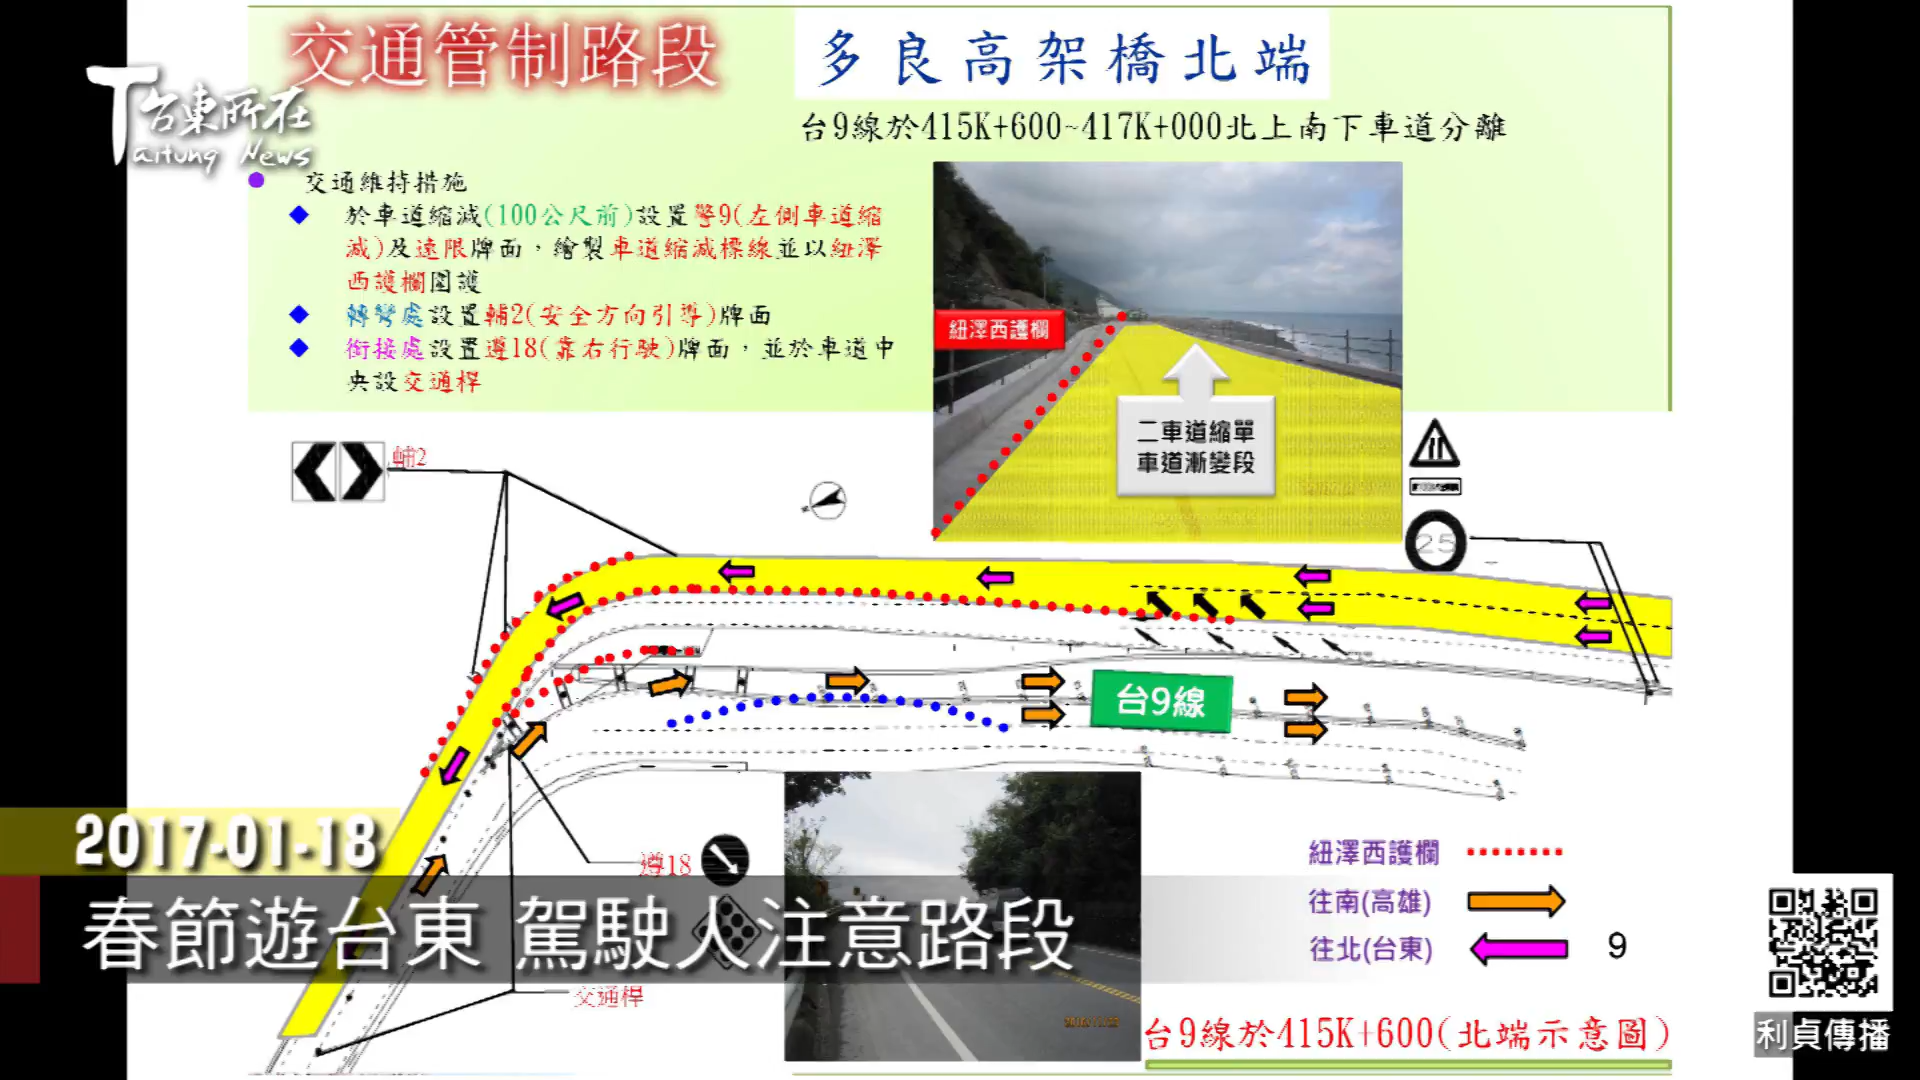 交通管制路段
多良高架橋北端
台東所在
Taitung News
台9線於415K+600~417K+000北上南下車道分離
交通維持措施
於車道縮減(100公尺前)設置警9(左側車道縮
減)及速限牌面，繪製車道縮減標線並以紐澤
西護欄圍護
轉彎處設置輔2(安全方向引導)牌面
銜接處設置遵18(靠右行駛)牌面，並於車道中
央設交通桿
紐澤西護欄
二車道縮單
車道漸變段
輔2
25
台9線
2017-01-18
遵18
春節遊台東 駕駛人注意路段
交通桿
紐澤西護欄
往南(高雄)
往北(台東)
9
台9線於415K+600(北端示意圖)
利貞傳播